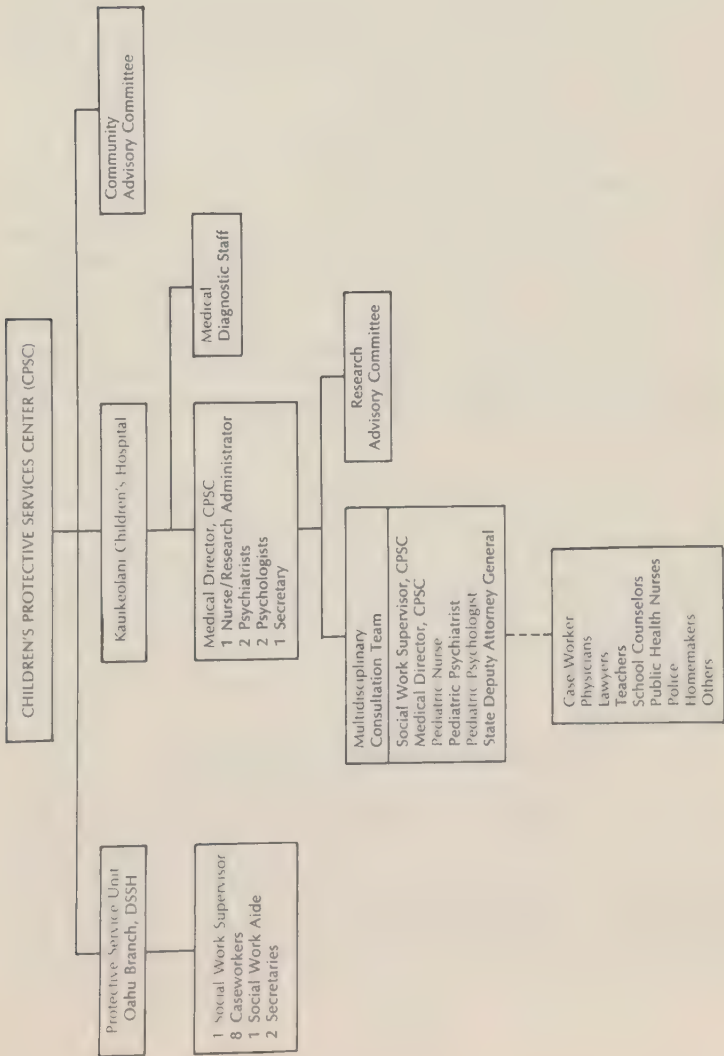 CHILDREN'S PROTECTIVE SERVICES CENTER (CPSC)
Protective Service Unit
Oahu Branch, DSSH
1 Social Work Supervisor
8 Caseworkers
1 Social Work Aide
2 Secretaries
Kauikeolani Children's Hospital
Community
Advisory Committee
Medical Director, CPSC
1 Nurse/Research Administrator
2 Psychiatrists
2 Psychologists
1 Secretary
Medical
Diagnostic Staff
Multidisciplinary
Consultation Team
Social Work Supervisor, CPSC
Medical Director, CPSC
Pediatric Nurse
Pediatric Psychiatrist
Pediatric Psychologist
State Deputy Attorney General
Research
Advisory Committee
Case Worker
Physicians
Lawyers
Teachers
School Counselors
Public Health Nurses
Police
Homemakers
Others